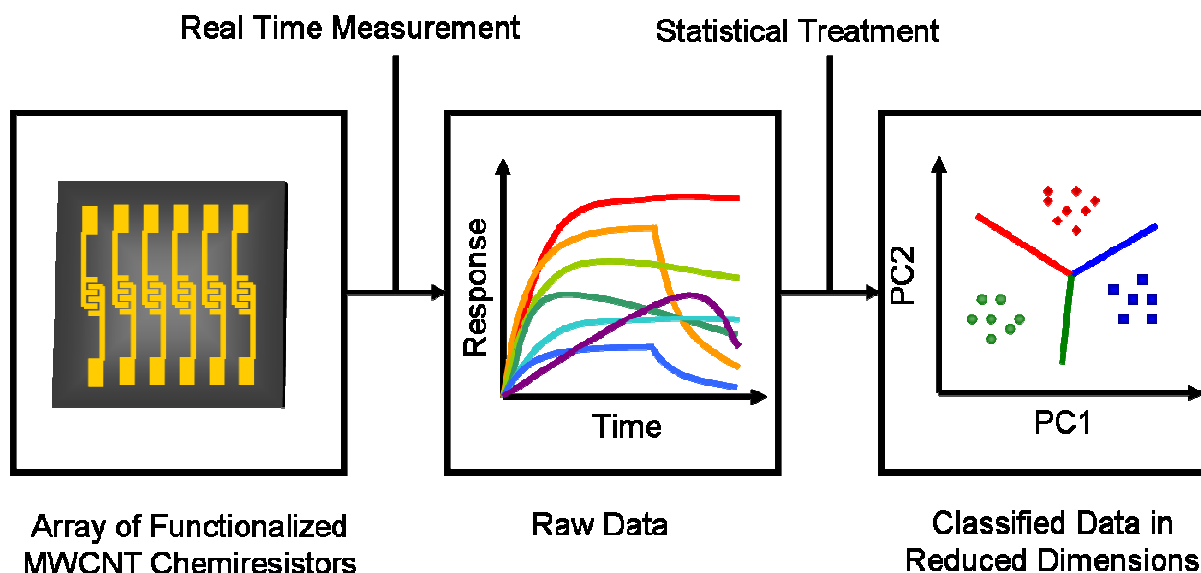 Real Time Measurement
Statistical Treatment
Response
Time
PC2
PC1
Array of Functionalized
MWCNT Chemiresistors
Raw Data
Classified Data in
Reduced Dimensions